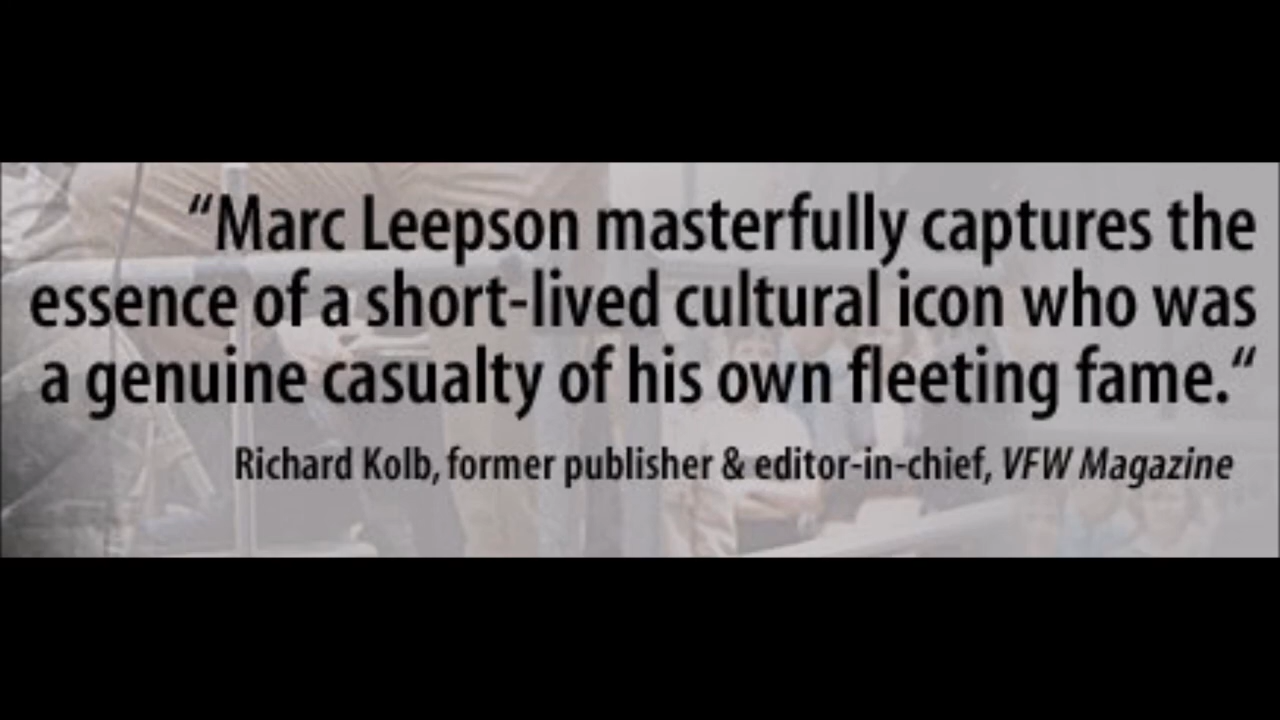 “Marc Leepson masterfully captures the
essence of a short-lived cultural icon who was
a genuine casualty of his own fleeting fame.“
Richard Kolb, former publisher & editor-in-chief, VFW Magazine